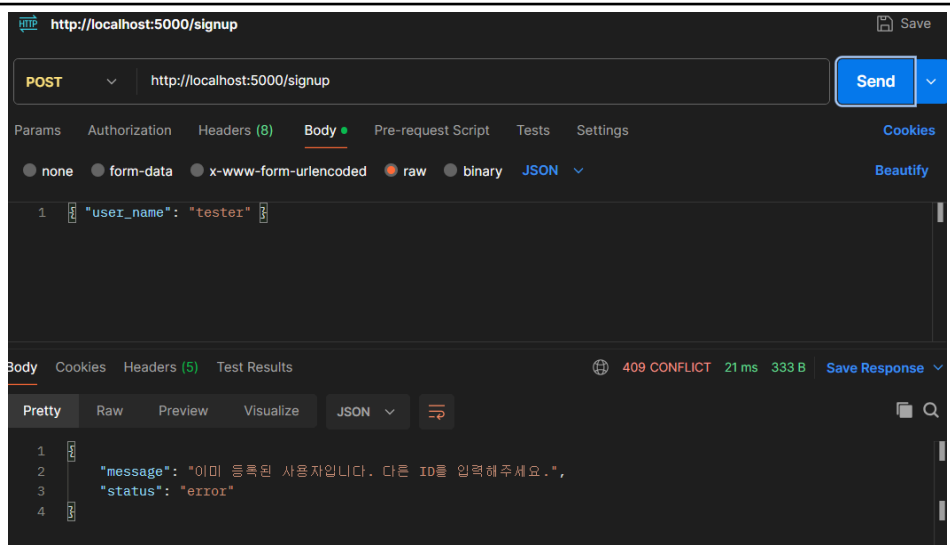 HTTP http://localhost:5000/signup Save
POST http://localhost:5000/signup Send
Params Authorization Headers (8) Body Pre-request Script Tests Settings Cookies
none form-data x-www-form-urlencoded raw binary JSON Beautify
1 { "user_name": "tester" }
Body Cookies Headers (5) Test Results 409 CONFLICT 21 ms 333 B Save Response
Pretty Raw Preview Visualize JSON
1 {
2 "message": "이미 등록된 사용자입니다. 다른 ID를 입력해주세요.",
3 "status": "error"
4 }